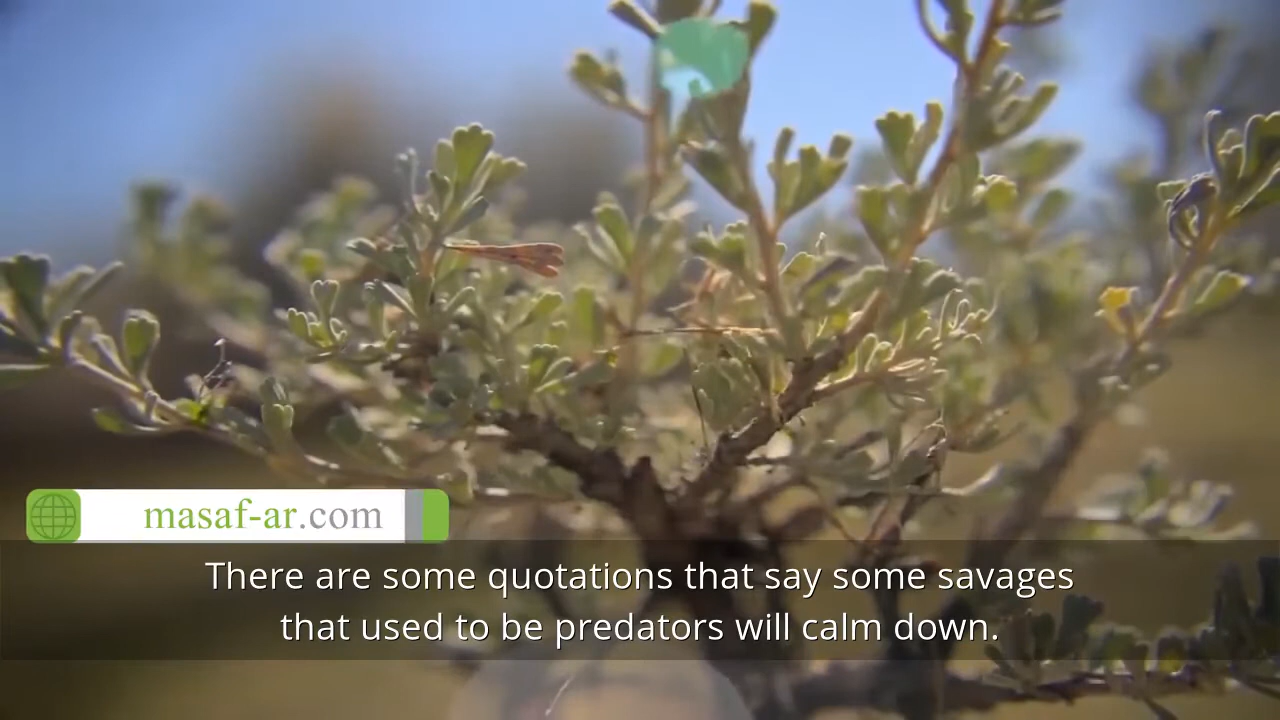 masaf-ar.com
There are some quotations that say some savages
that used to be predators will calm down.